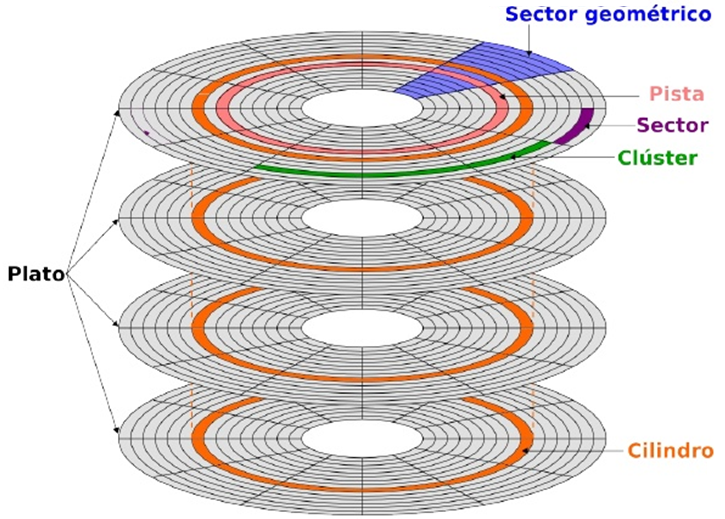 Sector geométrico
Pista
Sector
Clúster
Plato
Cilindro